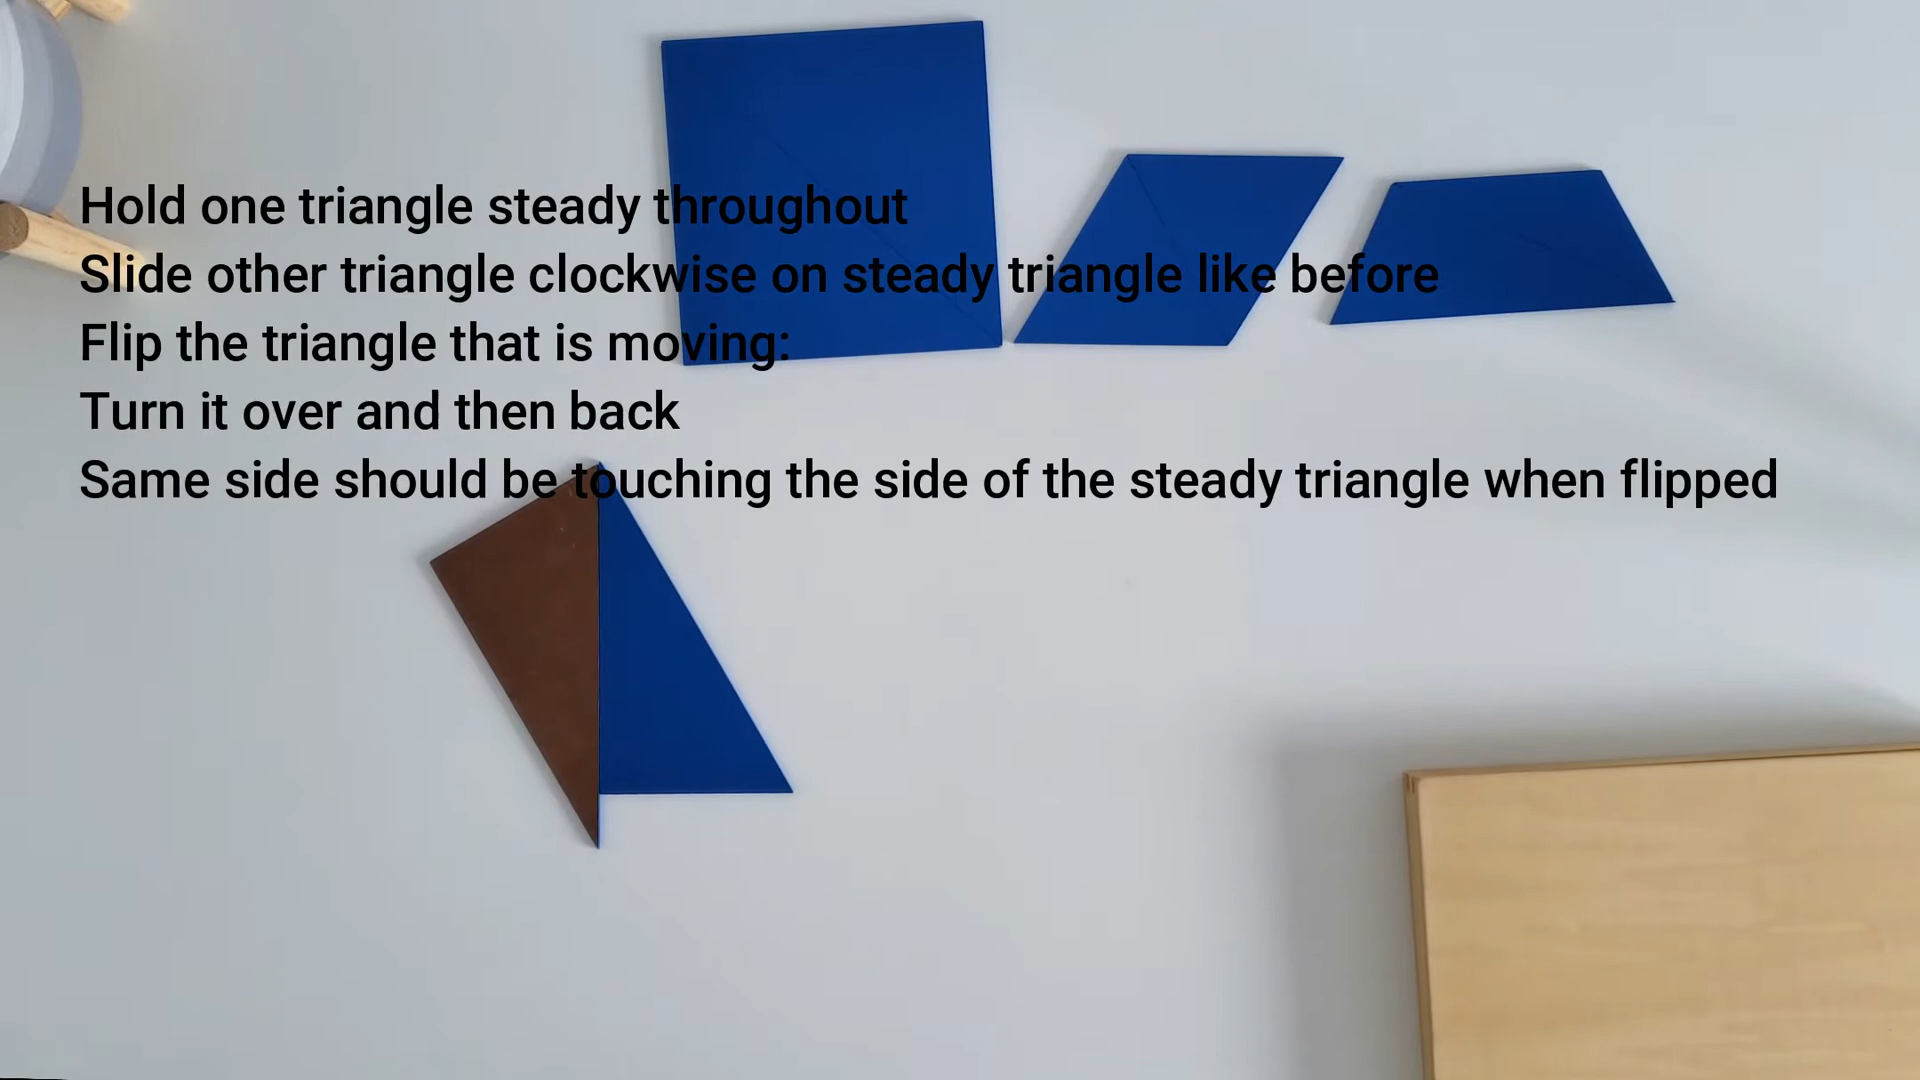 Hold one triangle steady throughout
Slide other triangle clockwise on steady triangle like before
Flip the triangle that is moving:
Turn it over and then back
Same side should be touching the side of the steady triangle when flipped